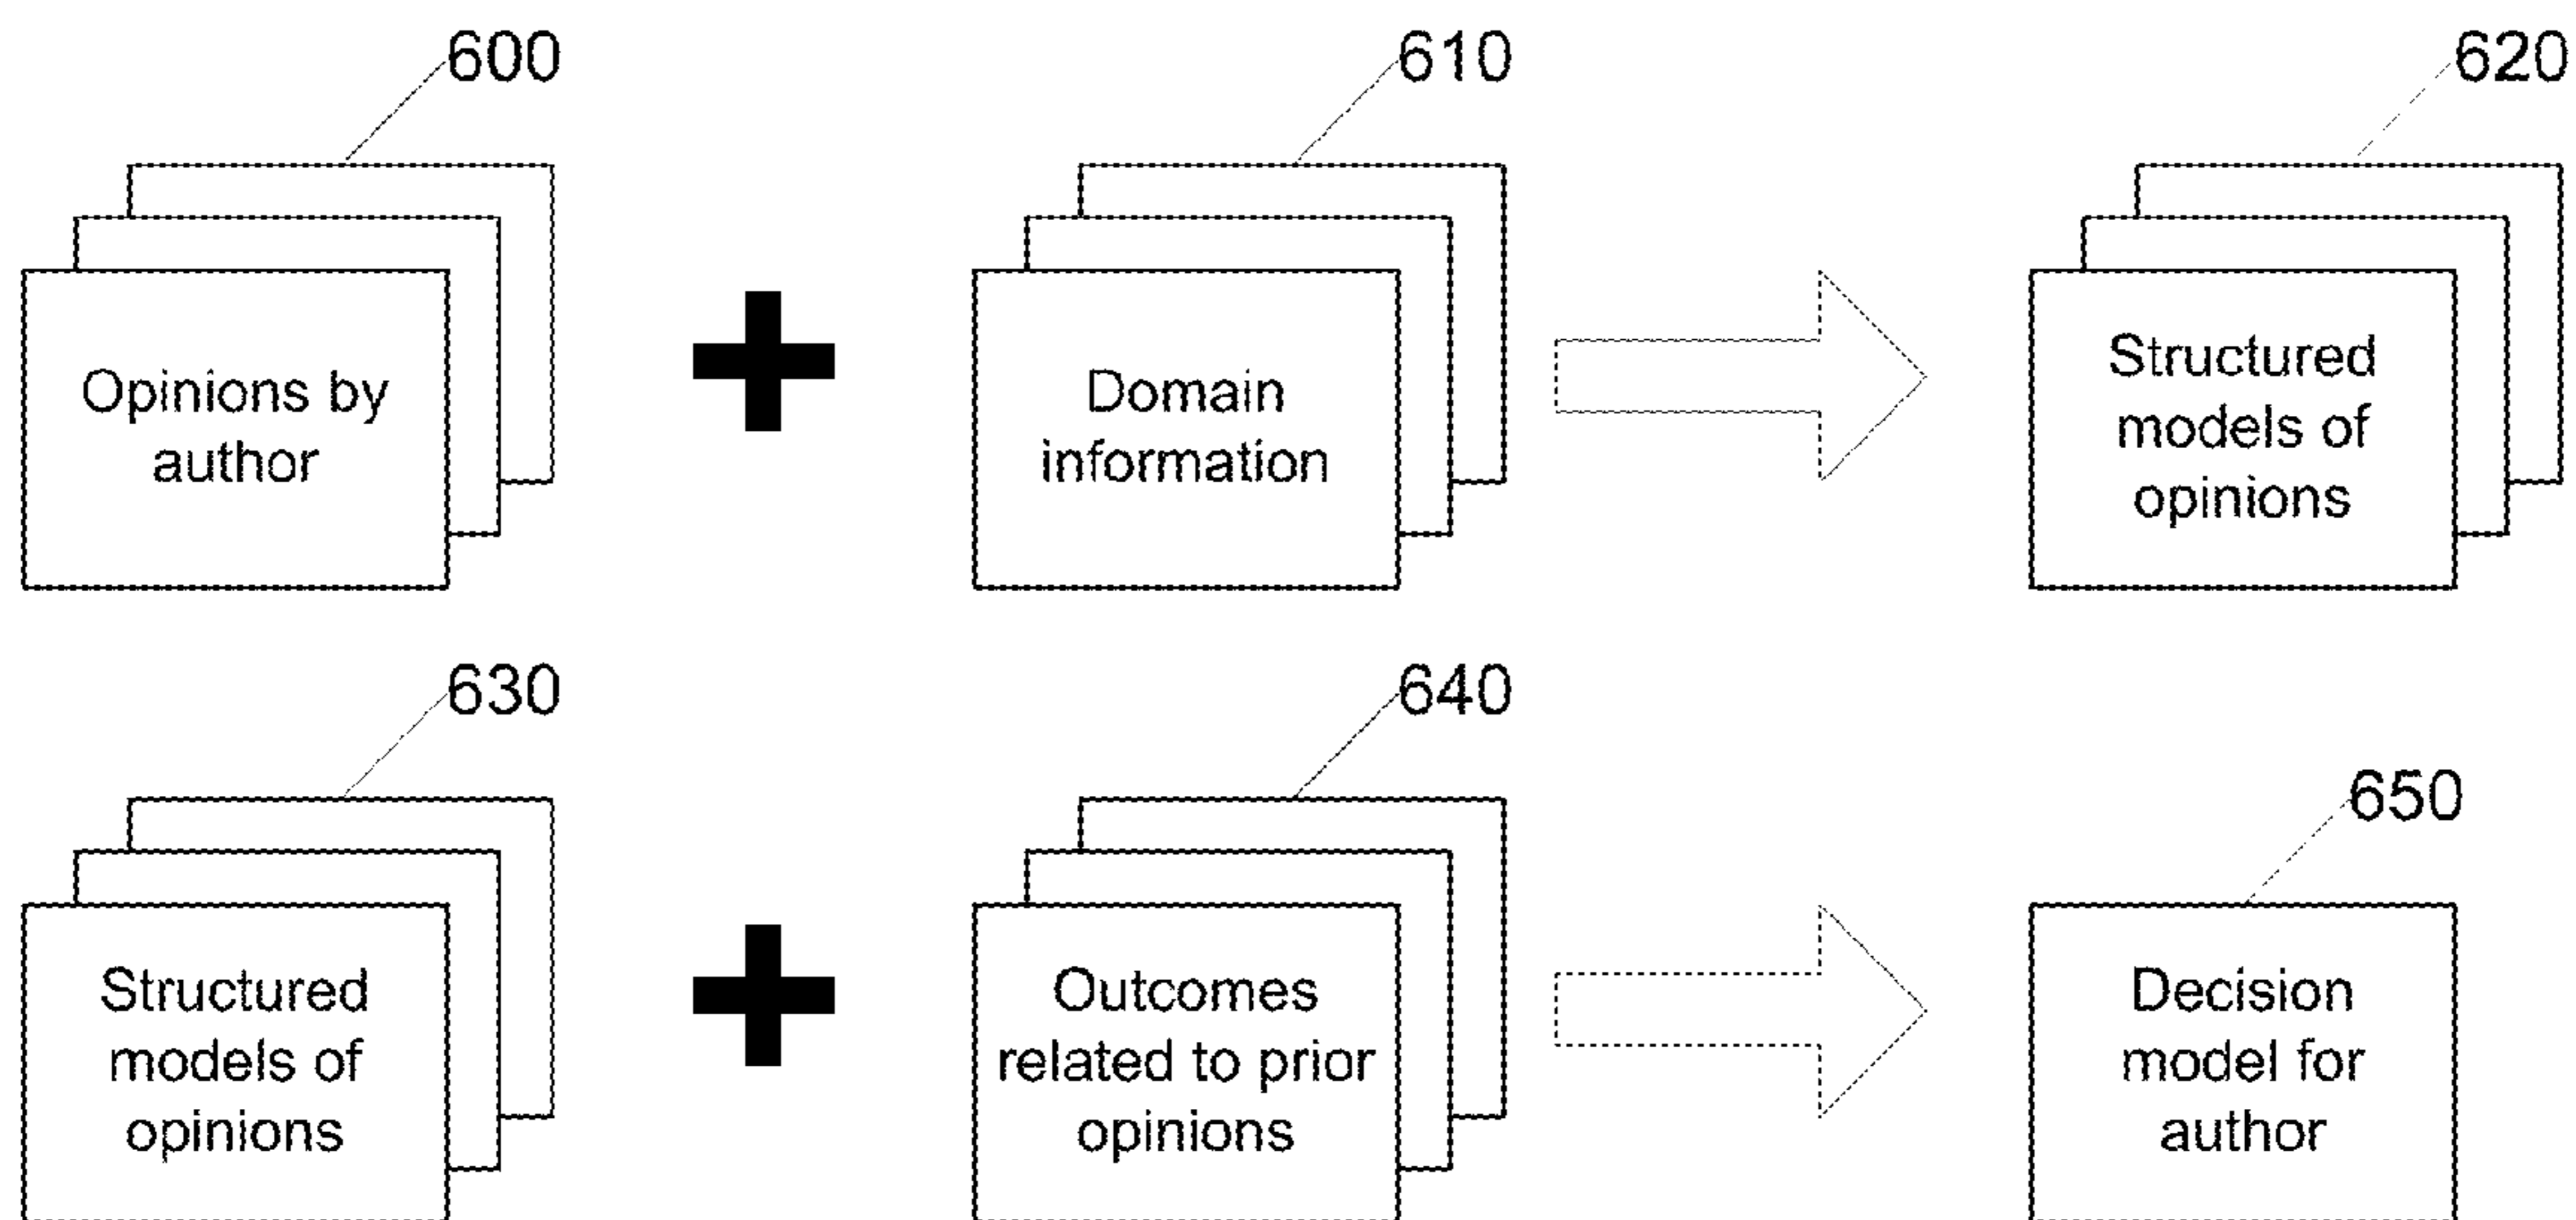 600
610
620
Opinions by
author
Domain
information
Structured
models of
opinions
630
640
650
Structured
models of
opinions
Outcomes
related to prior
opinions
Decision
model for
author